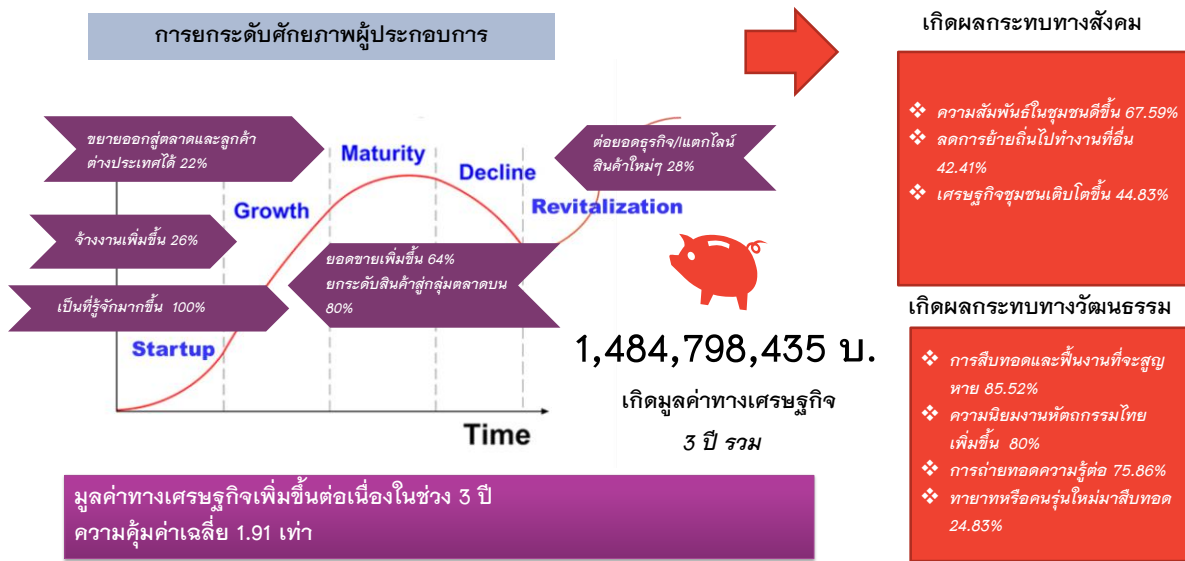 การยกระดับศักยภาพผู้ประกอบการ
ขยายออกสู่ตลาดและลูกค้า
ต่างประเทศได้ 22%
จ้างงานเพิ่มขึ้น 26%
เป็นที่รู้จักมากขึ้น 100%
Startup
Growth
Maturity
Decline
Revitalization
Time
ยอดขายเพิ่มขึ้น 64%
ยกระดับสินค้าสู่กลุ่มตลาดบน
80%
ต่อยอดธุรกิจ/แตกไลน์
สินค้าใหม่ๆ 28%
1,484,798,435 บ.
เกิดมูลค่าทางเศรษฐกิจ
3 ปี รวม
มูลค่าทางเศรษฐกิจเพิ่มขึ้นต่อเนื่องในช่วง 3 ปี
ความคุ้มค่าเฉลี่ย 1.91 เท่า
เกิดผลกระทบทางสังคม
❖ ความสัมพันธ์ในชุมชนดีขึ้น 67.59%
❖ ลดการย้ายถิ่นไปทำงานที่อื่น
42.41%
❖ เศรษฐกิจชุมชนเติบโตขึ้น 44.83%
เกิดผลกระทบทางวัฒนธรรม
❖ การสืบทอดและฟื้นงานที่จะสูญ
หาย 85.52%
❖ ความนิยมงานหัตถกรรมไทย
เพิ่มขึ้น 80%
❖ การถ่ายทอดความรู้ต่อ 75.86%
❖ ทายาทหรือคนรุ่นใหม่มาสืบทอด
24.83%